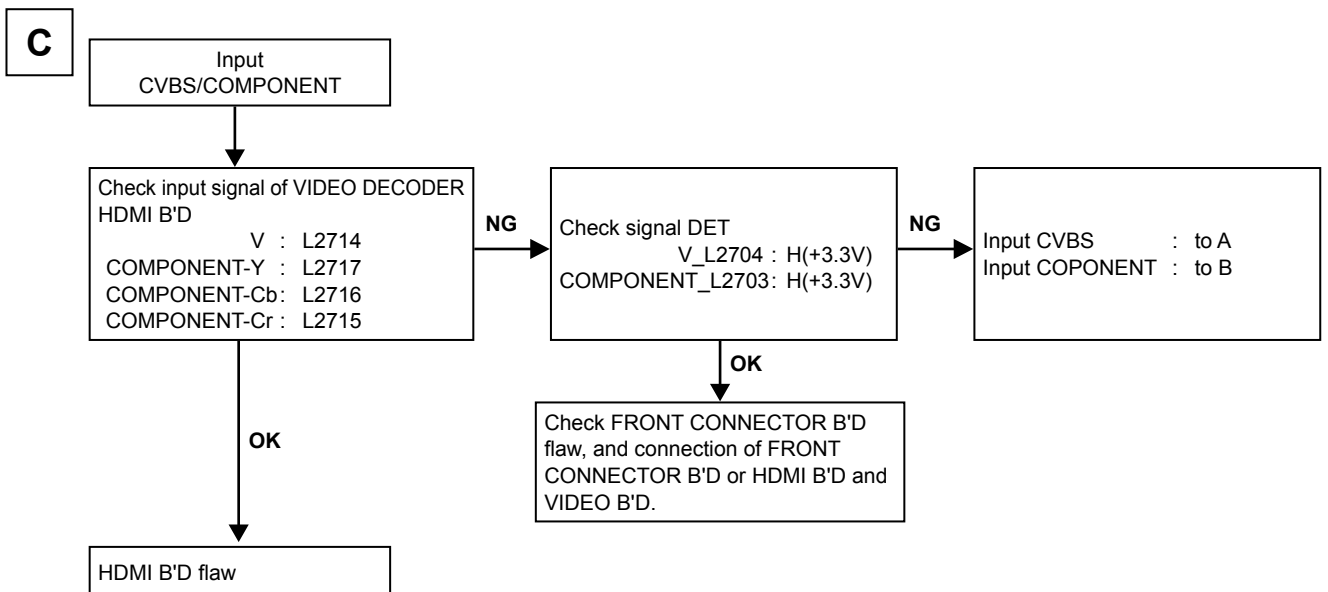 C
Input
CVBS/COMPONENT
Check input signal of VIDEO DECODER
HDMI B'D
V : L2714
COMPONENT-Y : L2717
COMPONENT-Cb : L2716
COMPONENT-Cr : L2715
NG
Check signal DET
V_L2704 : H(+3.3V)
COMPONENT_L2703 : H(+3.3V)
NG
Input CVBS : to A
Input COPONENT : to B
OK
Check FRONT CONNECTOR B'D
flaw, and connection of FRONT
CONNECTOR B'D or HDMI B'D and
VIDEO B'D.
OK
HDMI B'D flaw